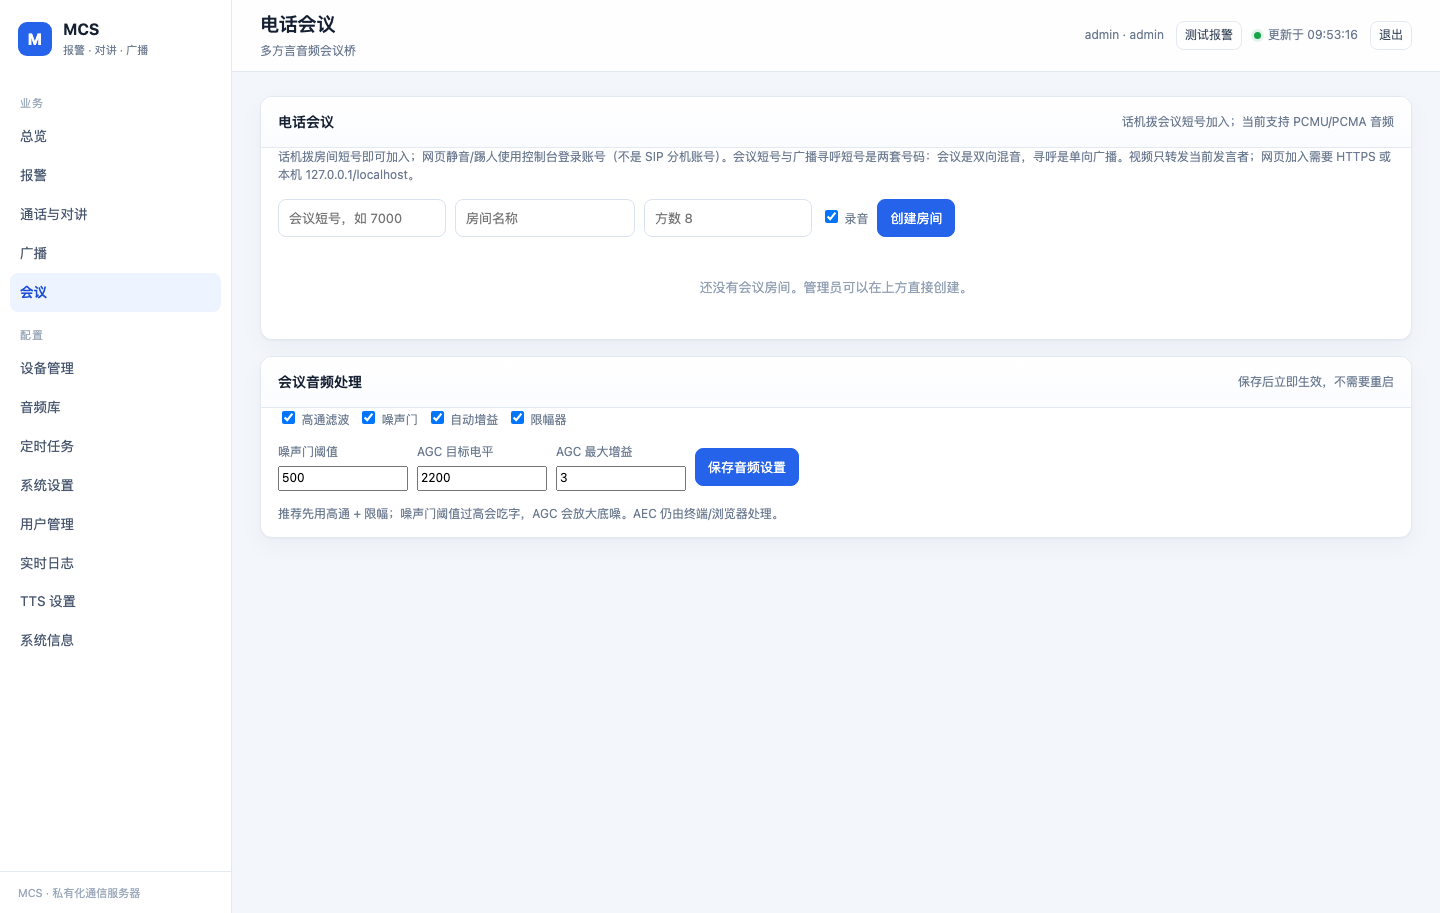 M
MCS
报警 · 对讲 · 广播
业务
总览
报警
通话与对讲
广播
会议
配置
设备管理
音频库
定时任务
系统设置
用户管理
实时日志
TTS 设置
系统信息
MCS · 私有化通信服务器
电话会议
多方言音频会议桥
admin · admin
测试报警
更新于 09:53:16
退出
电话会议
话机拨会议短号加入；当前支持 PCMU/PCMA 音频
话机拨房间短号即可加入；网页静音/踢人使用控制台登录账号（不是 SIP 分机账号）。会议短号与广播寻呼短号是两套号码：会议是双向混音，寻呼是单向广播。视频只转发当前发言者；网页加入需要 HTTPS 或
本机 127.0.0.1/localhost。
会议短号，如 7000
房间名称
方数 8
录音
创建房间
还没有会议房间。管理员可以在上方直接创建。
会议音频处理
保存后立即生效，不需要重启
高通滤波
噪声门
自动增益
限幅器
噪声门阈值
AGC 目标电平
AGC 最大增益
500
2200
3
保存音频设置
推荐先用高通 + 限幅；噪声门阈值过高会吃字，AGC 会放大底噪。AEC 仍由终端/浏览器处理。